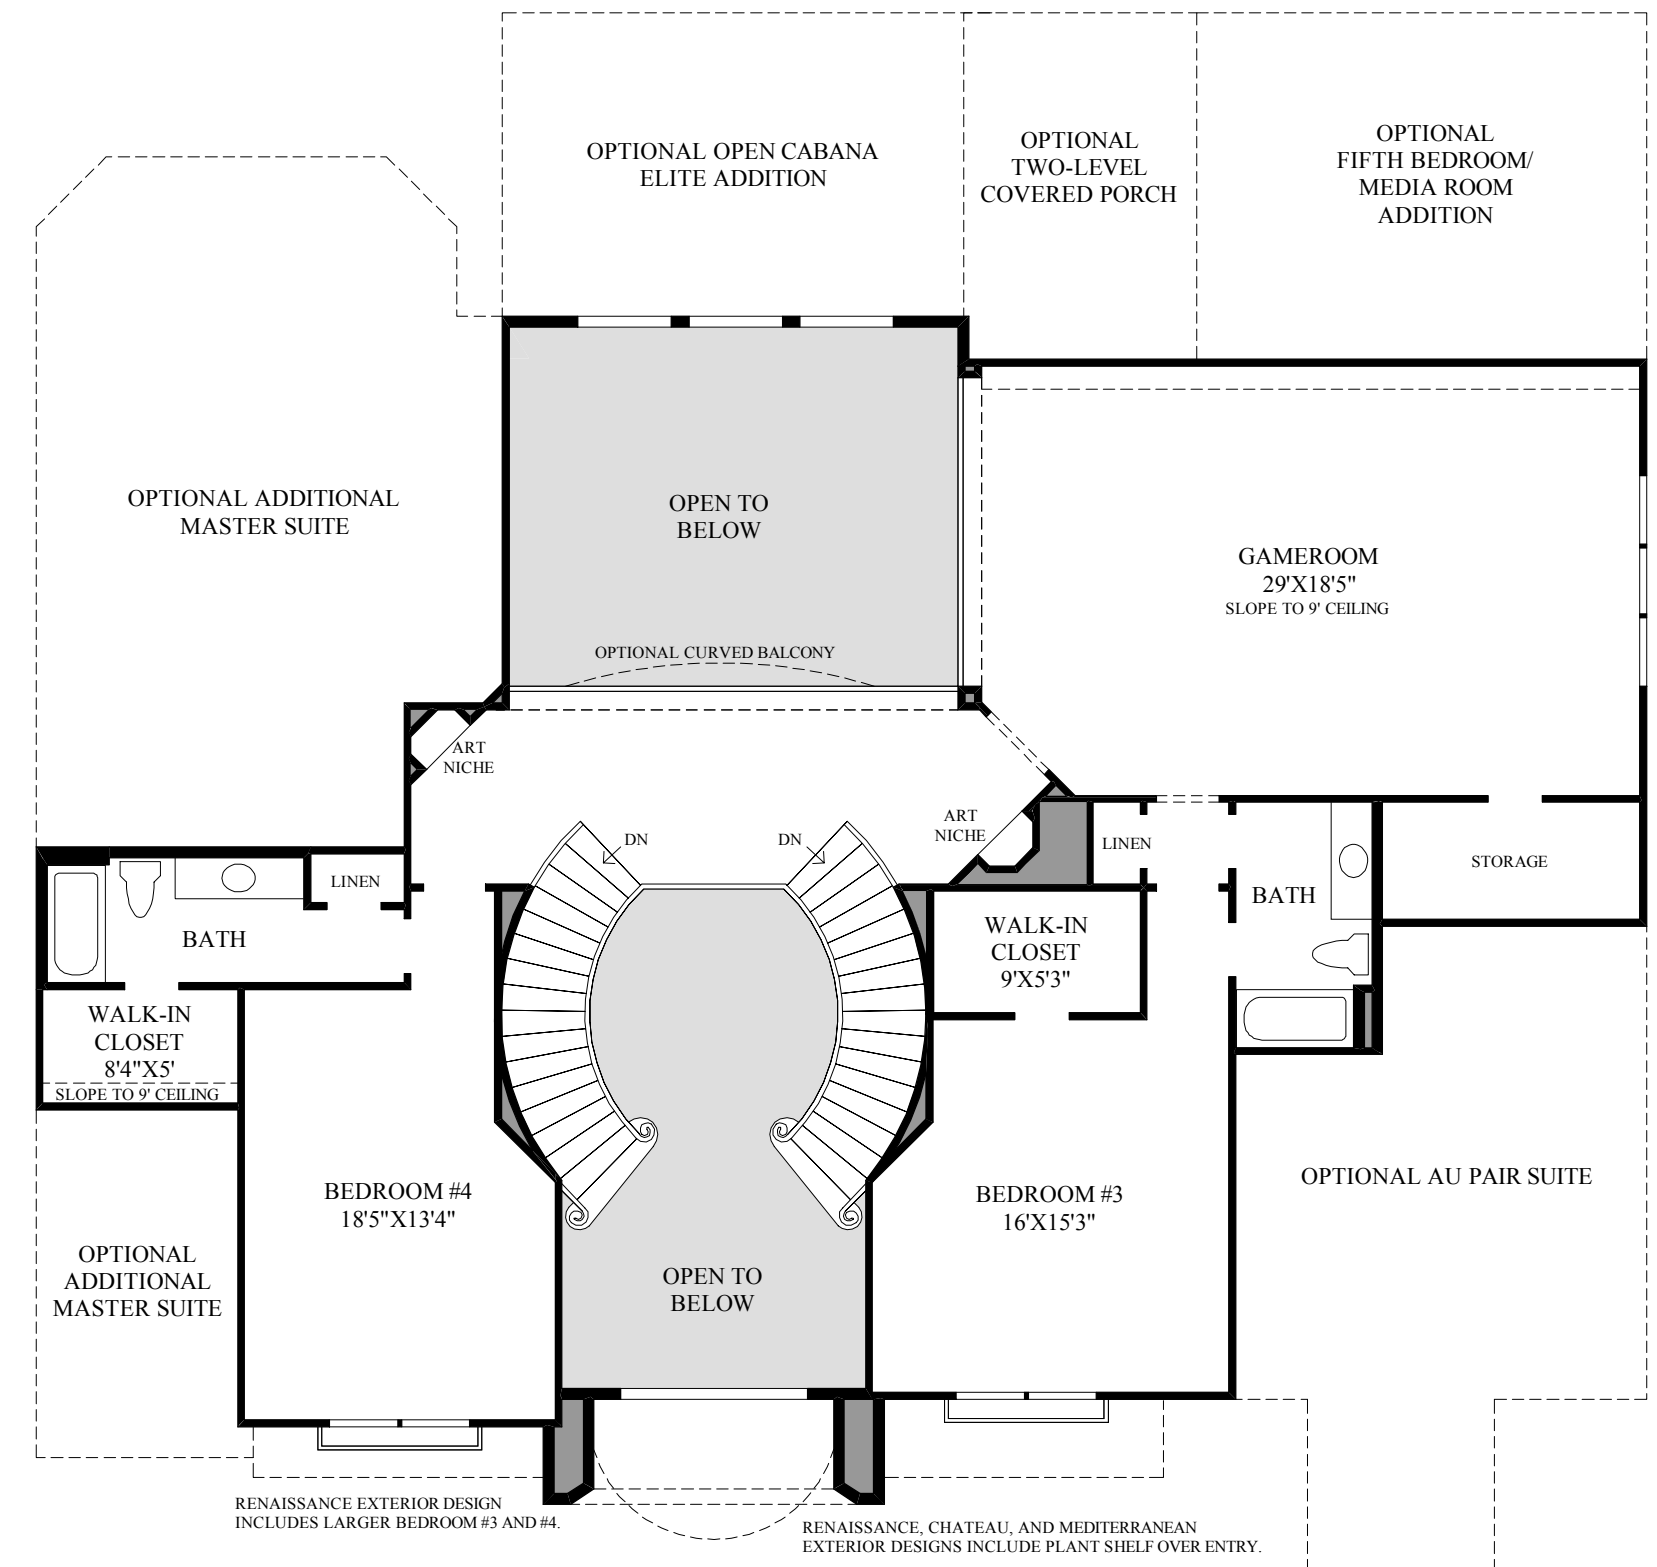 OPTIONAL OPEN CABANA
ELITE ADDITION
OPTIONAL
TWO-LEVEL
COVERED PORCH
OPTIONAL
FIFTH BEDROOM/
MEDIA ROOM
ADDITION
OPTIONAL ADDITIONAL
MASTER SUITE
OPEN TO
BELOW
GAMEROOM
29'X18'5"
SLOPE TO 9' CEILING
OPTIONAL CURVED BALCONY
ART
NICHE
ART
NICHE
DN
DN
LINEN
LINEN
STORAGE
BATH
BATH
WALK-IN
CLOSET
9'X5'3"
WALK-IN
CLOSET
8'4"X5'
SLOPE TO 9' CEILING
BEDROOM #4
18'5"X13'4"
BEDROOM #3
16'X15'3"
OPTIONAL AU PAIR SUITE
OPTIONAL
ADDITIONAL
MASTER SUITE
OPEN TO
BELOW
RENAISSANCE EXTERIOR DESIGN
INCLUDES LARGER BEDROOM #3 AND #4.
RENAISSANCE, CHATEAU, AND MEDITERRANEAN
EXTERIOR DESIGNS INCLUDE PLANT SHELF OVER ENTRY.